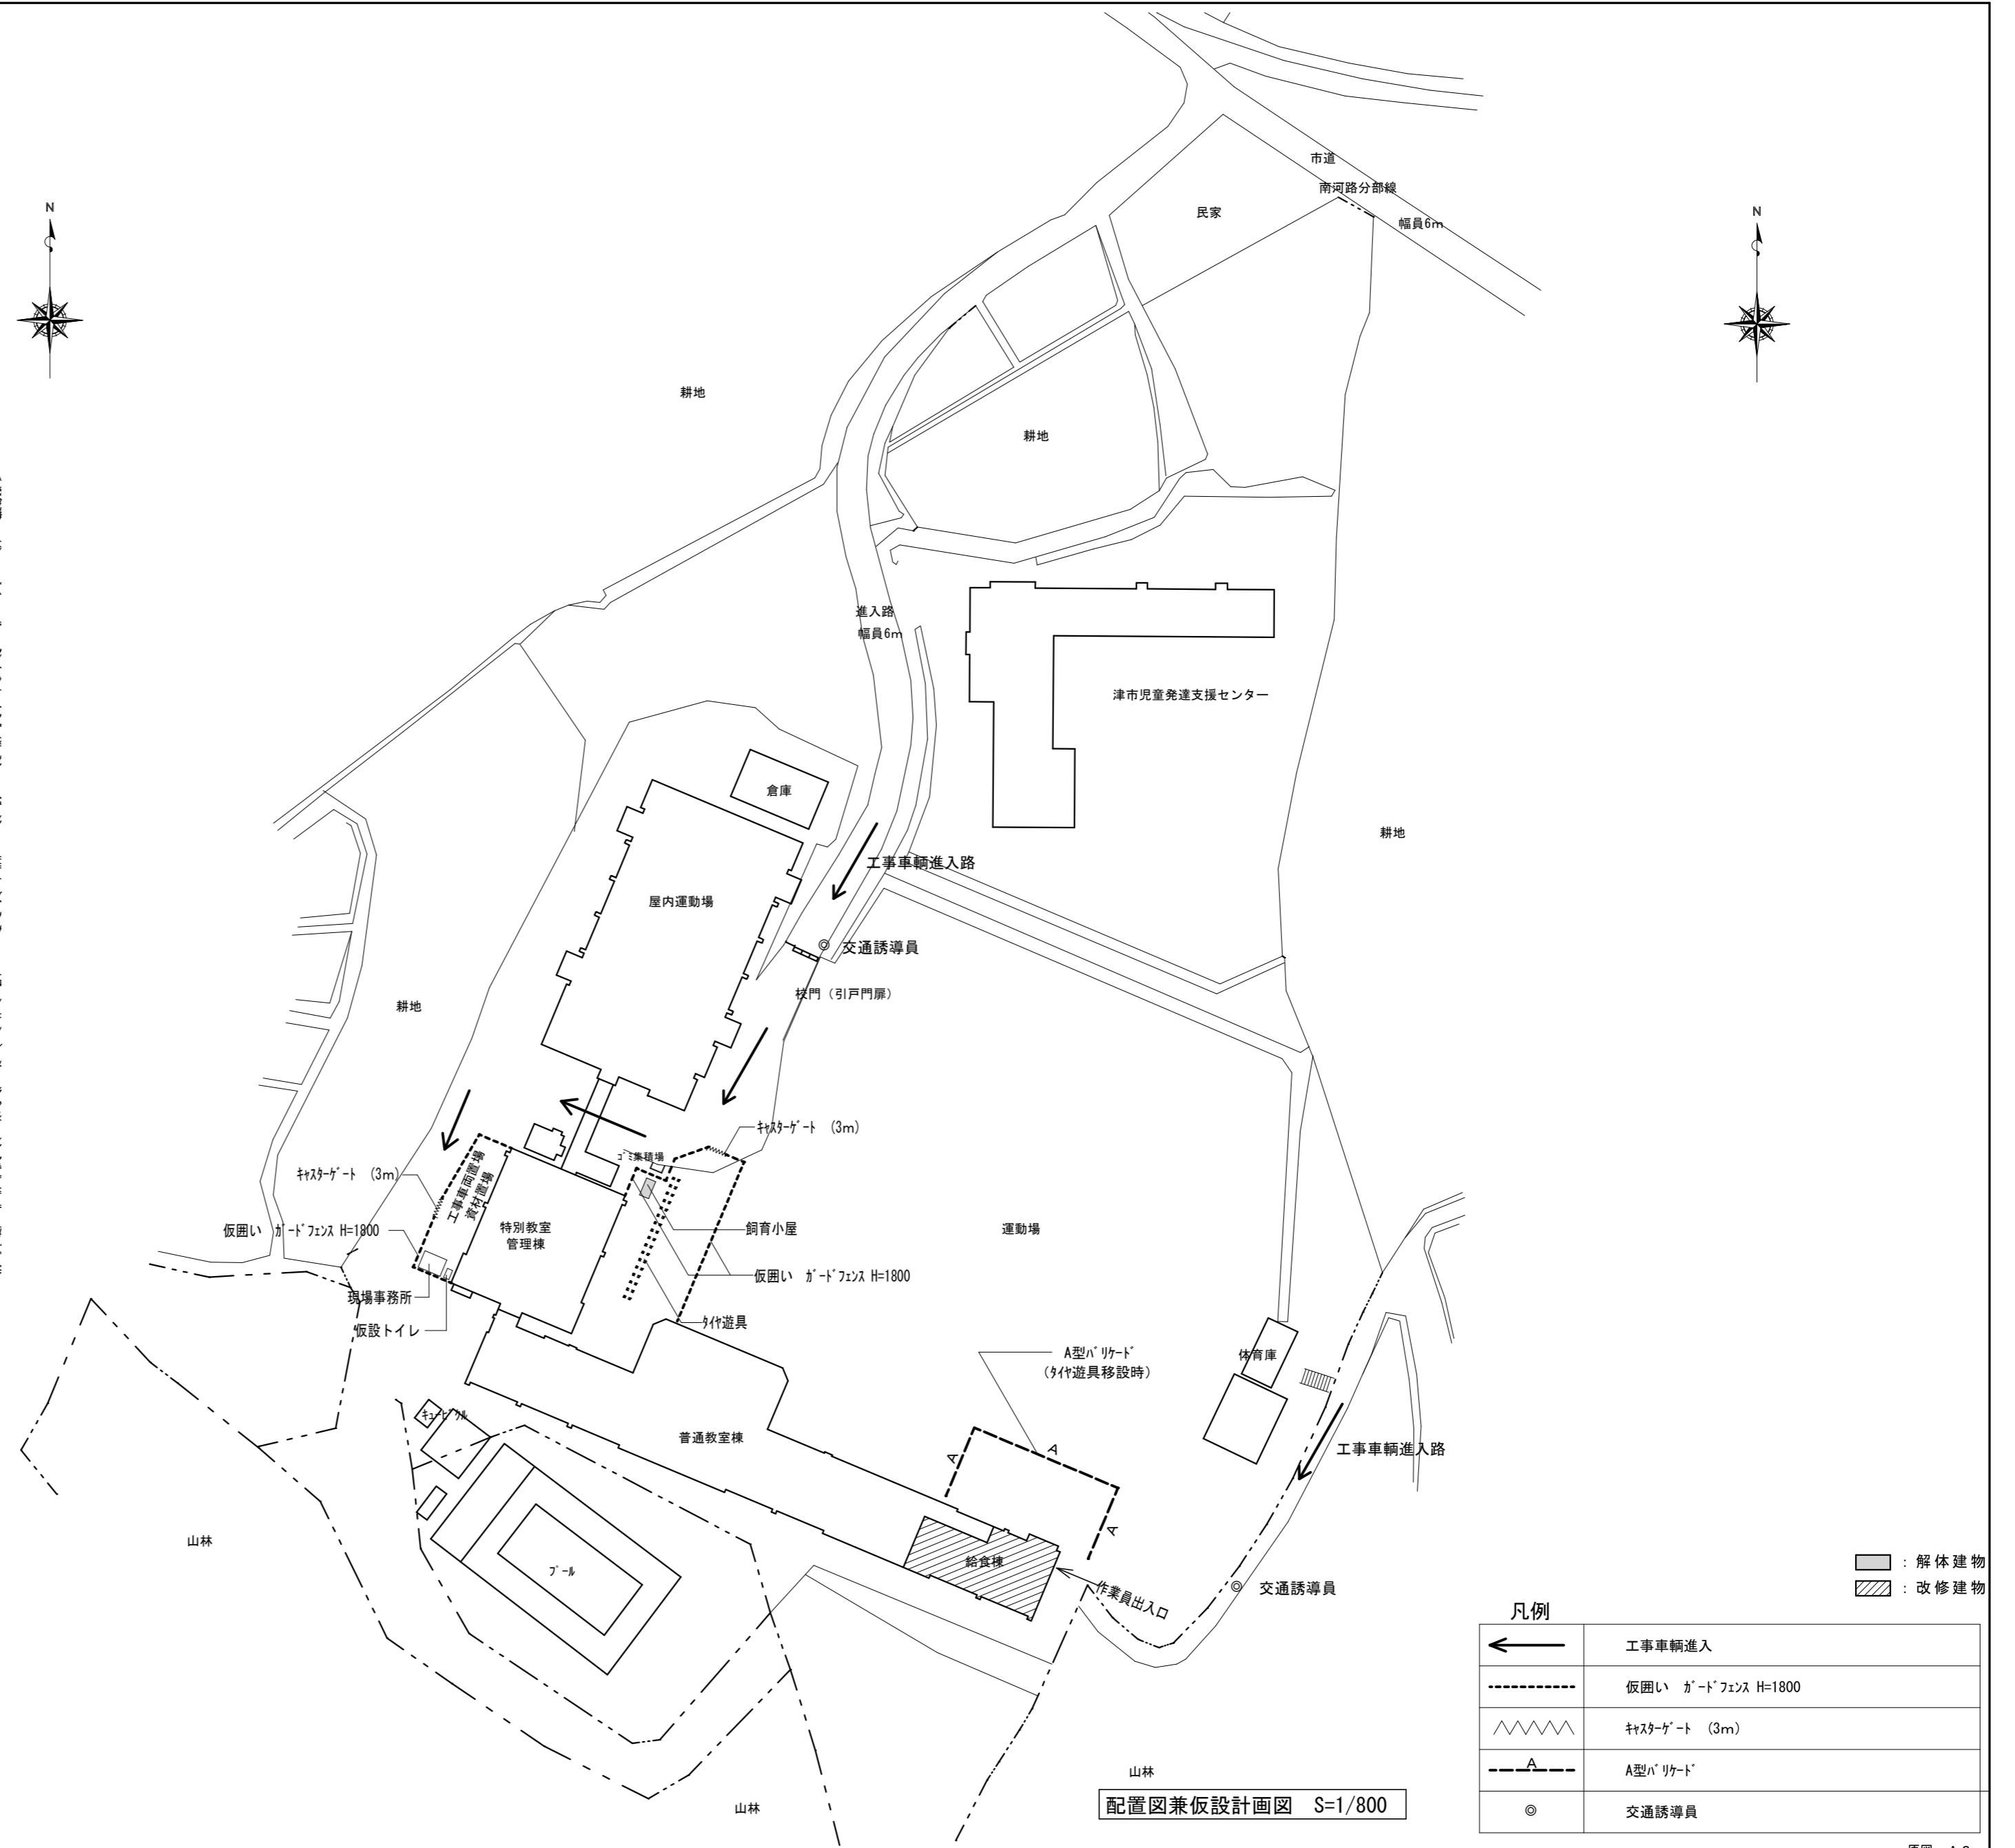 N
N
市道
南河路分部線
幅員6m
民家
耕地
耕地
進入路
幅員6m
津市児童発達支援センター
倉庫
耕地
工事車輌進入路
屋内運動場
交通誘導員
校門（引戸門扉）
耕地
ｷｬｽﾀｰｹﾞｰﾄ （3m）
ｺﾞﾐ集積場
ｷｬｽﾀｰｹﾞｰﾄ （3m）
工事車両置場
資材置場
仮囲い ｶﾞｰﾄﾞﾌｪﾝｽ H=1800
特別教室
管理棟
飼育小屋
運動場
仮囲い ｶﾞｰﾄﾞﾌｪﾝｽ H=1800
現場事務所
仮設トイレ
ﾀｲﾔ遊具
A型ﾊﾞﾘｹｰﾄﾞ
（ﾀｲﾔ遊具移設時）
体育庫
ｷｭｰﾋﾞｸﾙ
普通教室棟
A
A
A
工事車輌進入路
山林
ﾌﾟｰﾙ
給食棟
作業員出入口
交通誘導員
：解体建物
：改修建物
凡例
工事車輌進入
仮囲い ｶﾞｰﾄﾞﾌｪﾝｽ H=1800
ｷｬｽﾀｰｹﾞｰﾄ （3m）
A
A型ﾊﾞﾘｹｰﾄﾞ
◎ 交通誘導員
山林
山林
配置図兼仮設計画図 S=1/800